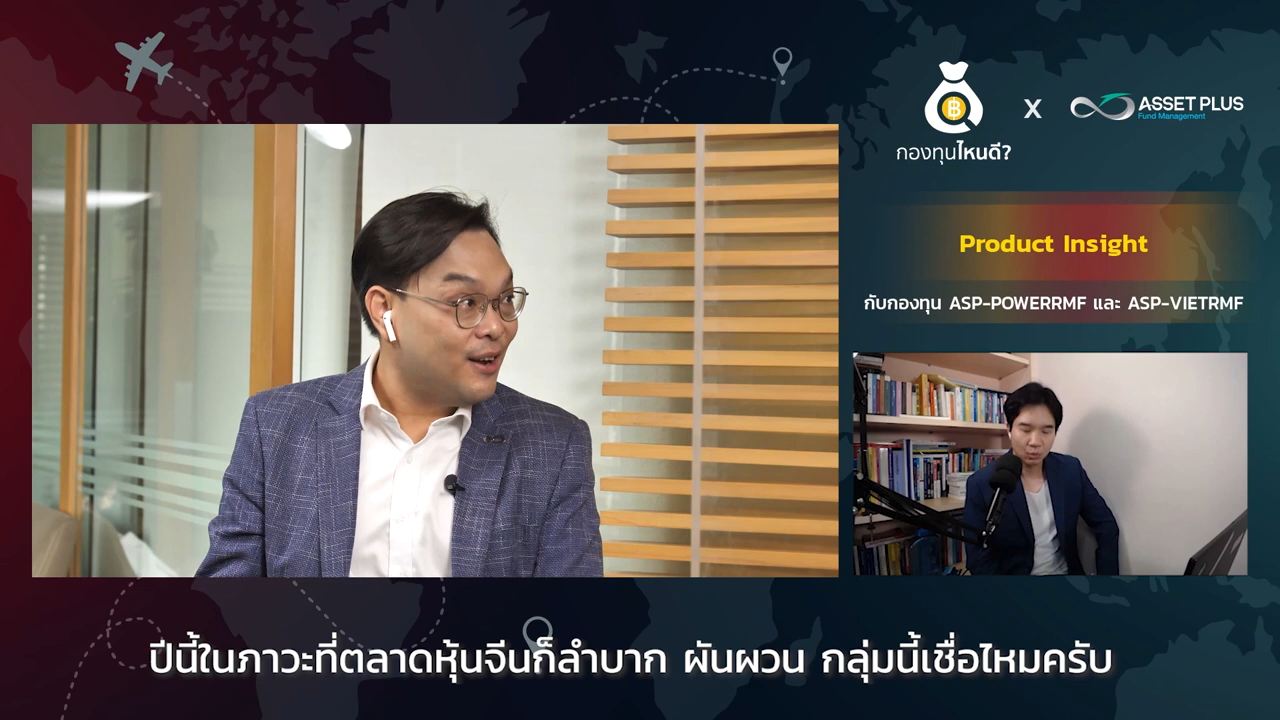 กองทุนไหนดี?
X
ASSET PLUS
Fund Management
Product Insight
กับกองทุน ASP-POWERRMF และ ASP-VIETRMF
ปีนี้ในภาวะที่ตลาดหุ้นจีนก็ลำบาก ผันผวน กลุ่มนี้เชื่อไหมครับ